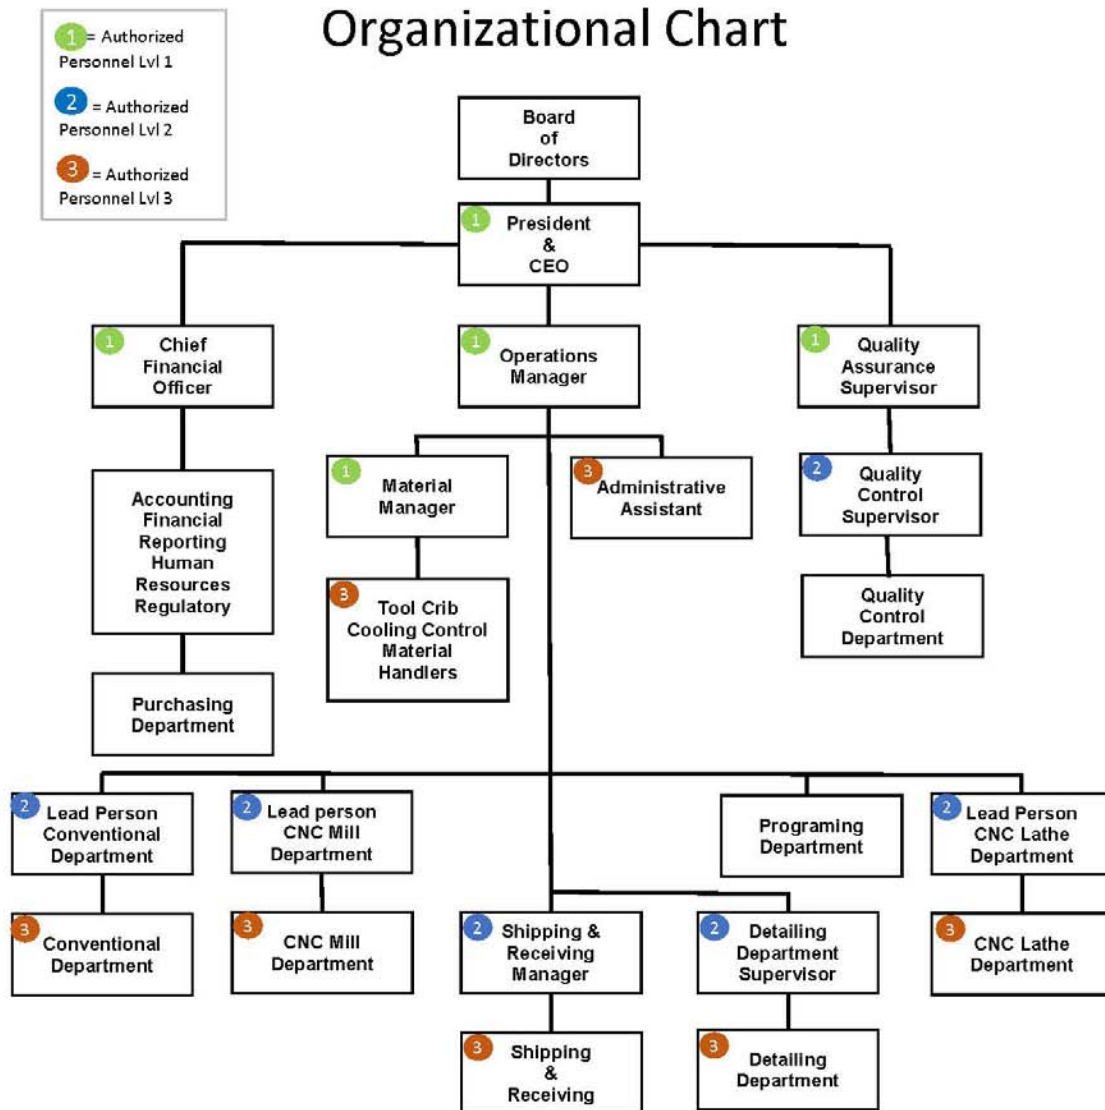 Organizational Chart
1 = Authorized
Personnel Lvl 1
2 = Authorized
Personnel Lvl 2
3 = Authorized
Personnel Lvl 3
Board
of
Directors
1
President
&
CEO
1
Chief
Financial
Officer
1
Operations
Manager
1
Quality
Assurance
Supervisor
Accounting
Financial
Reporting
Human
Resources
Regulatory
1
Material
Manager
3
Administrative
Assistant
2
Quality
Control
Supervisor
3
Tool Crib
Cooling Control
Material
Handlers
Quality
Control
Department
Purchasing
Department
2
Lead Person
Conventional
Department
2
Lead person
CNC Mill
Department
Programing
Department
2
Lead Person
CNC Lathe
Department
3
Conventional
Department
3
CNC Mill
Department
2
Shipping &
Receiving
Manager
2
Detailing
Department
Supervisor
3
CNC Lathe
Department
3
Shipping
&
Receiving
3
Detailing
Department